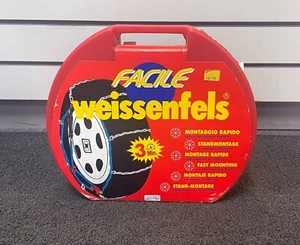 FACILE
weissenfels®
3
MONTAGGIO RAPIDO
STANDMONTAGE
MONTAGE RAPIDE
FAST MOUNTING
MONTAJE RAPIDO
STAND-MONTAGE